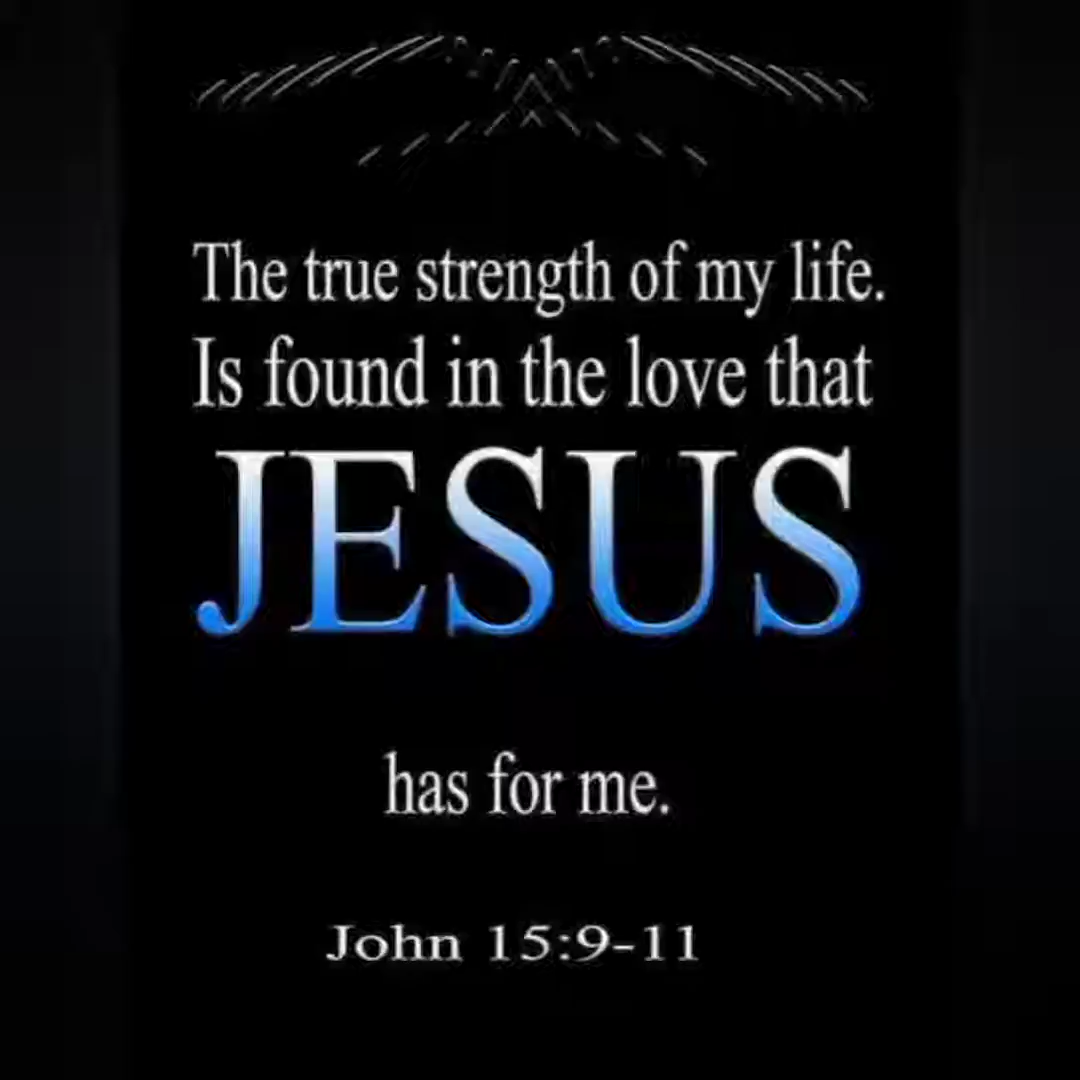 The true strength of my life.
Is found in the love that
JESUS
has for me.
John 15:9-11